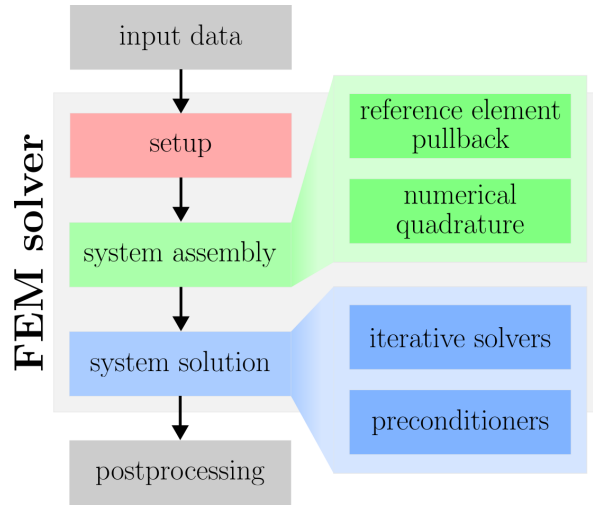 input data
FEM solver
setup
system assembly
system solution
postprocessing
reference element
pullback
numerical
quadrature
iterative solvers
preconditioners